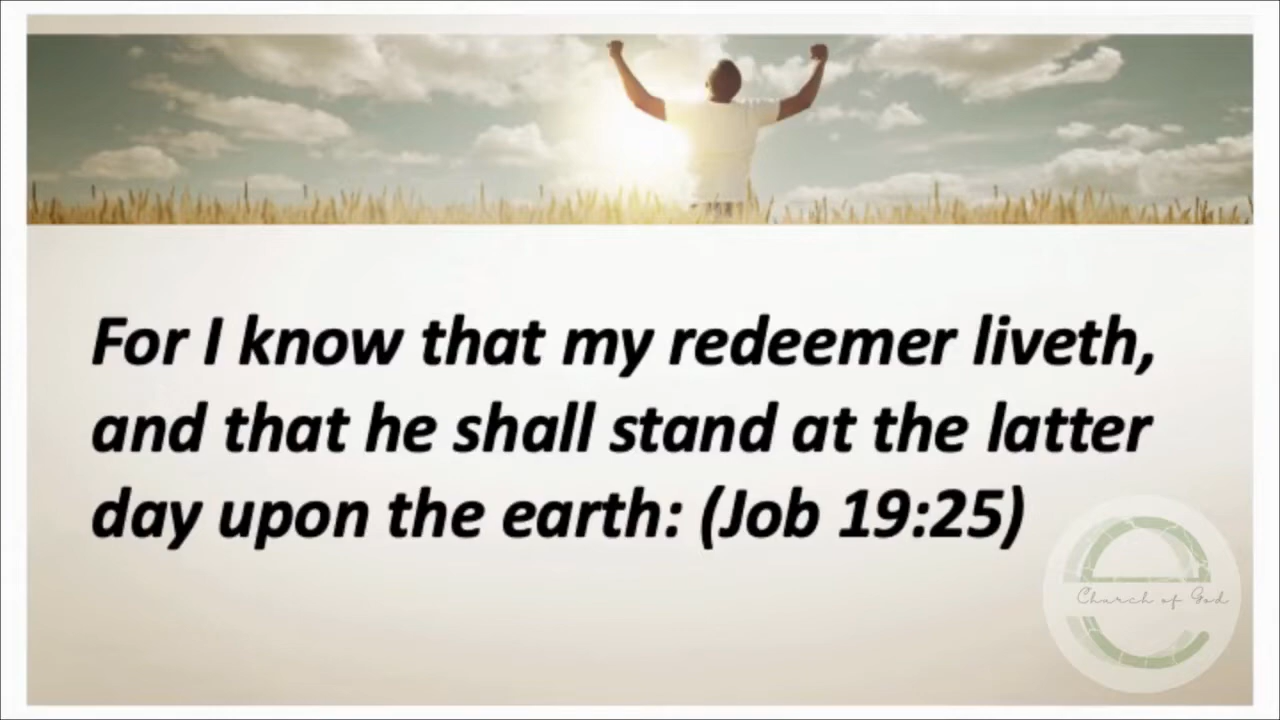 For I know that my redeemer liveth,
and that he shall stand at the latter
day upon the earth: (Job 19:25)
Church of God